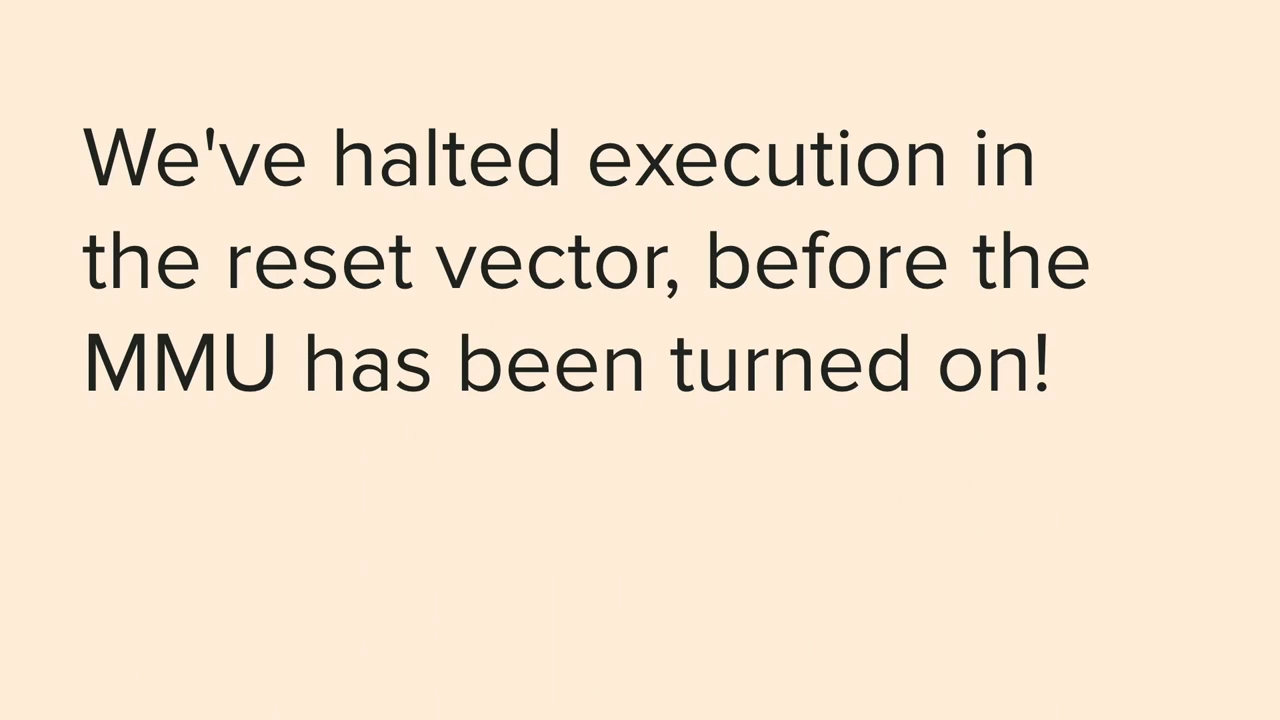 We've halted execution in
the reset vector, before the
MMU has been turned on!